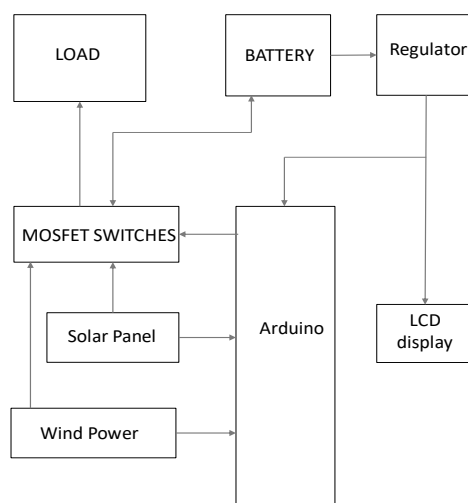 LOAD
BATTERY
Regulator
MOSFET SWITCHES
Solar Panel
Arduino
LCD
display
Wind Power